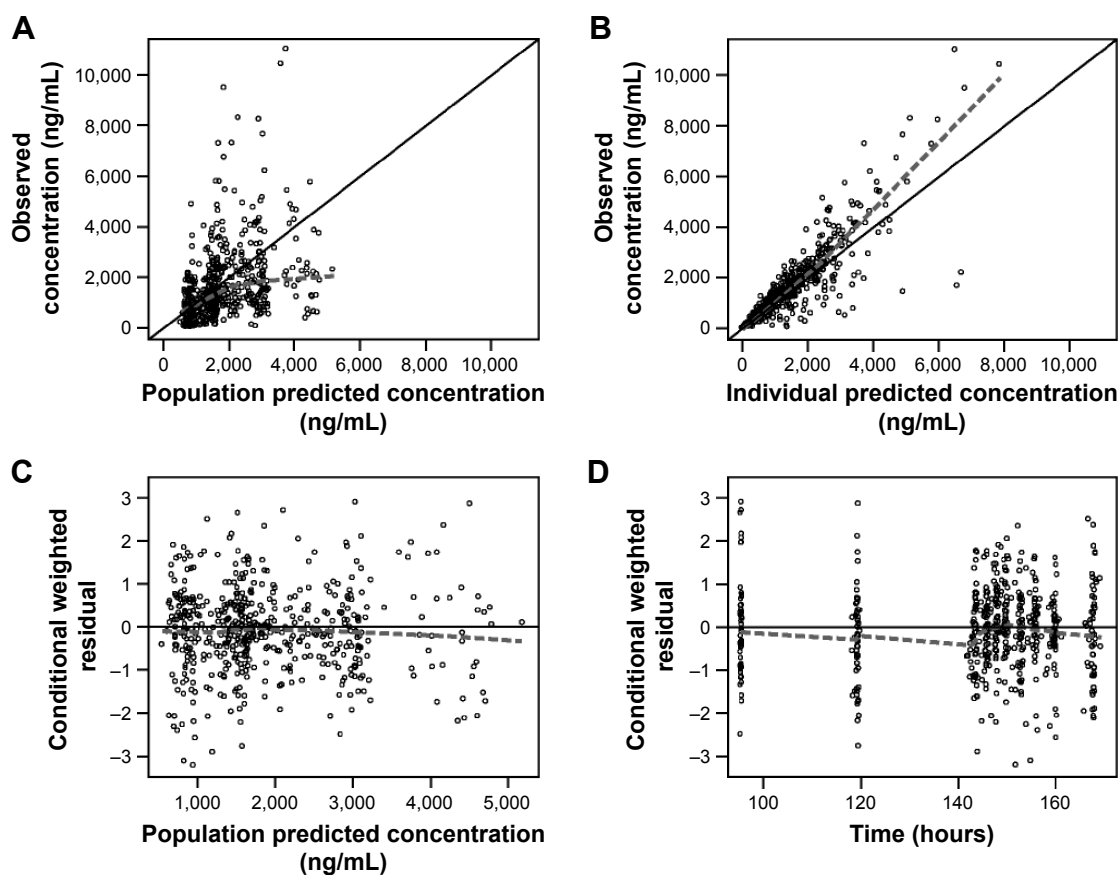 A
Observed
concentration (ng/mL)
10,000
8,000
6,000
4,000
2,000
0
0 2,000 4,000 6,000 8,000 10,000
Population predicted concentration
(ng/mL)
B
Observed
concentration (ng/mL)
10,000
8,000
6,000
4,000
2,000
0
0 2,000 4,000 6,000 8,000 10,000
Individual predicted concentration
(ng/mL)
C
Conditional weighted
residual
3
2
1
0
–1
–2
–3
1,000 2,000 3,000 4,000 5,000
Population predicted concentration
(ng/mL)
D
Conditional weighted
residual
3
2
1
0
–1
–2
–3
100 120 140 160
Time (hours)